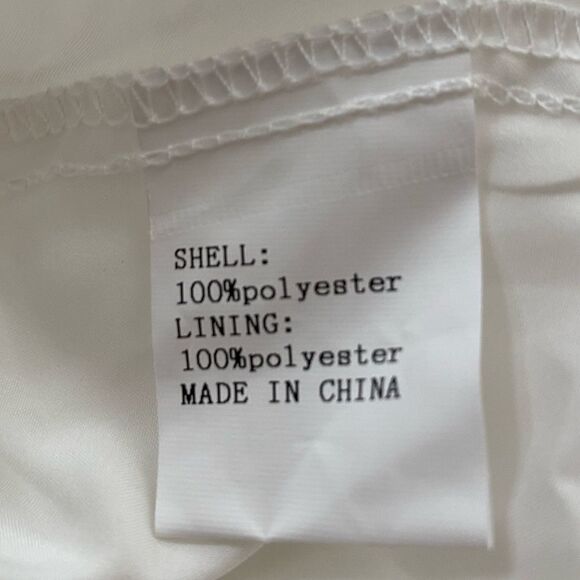 SHELL:
100%polyester
LINING:
100%polyester
MADE IN CHINA